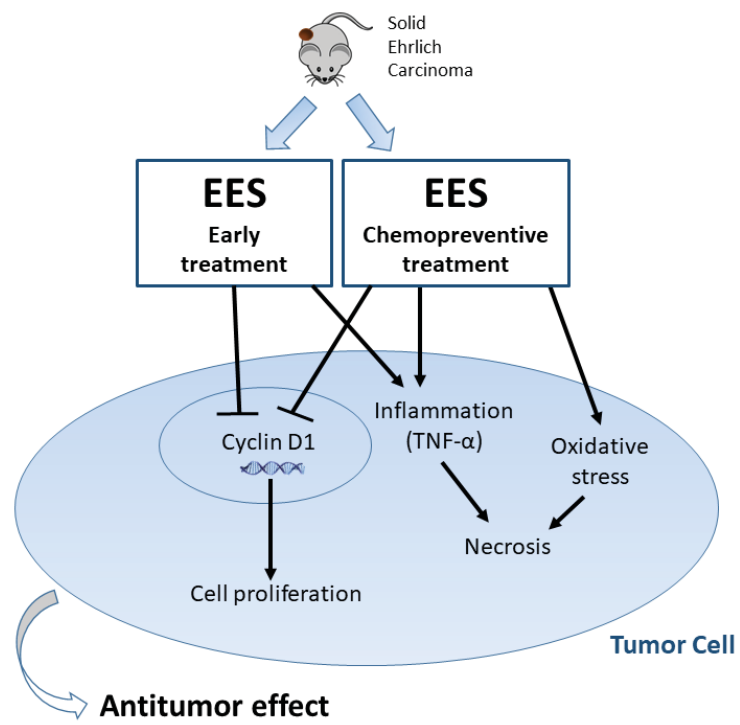 Solid
Ehrlich
Carcinoma
EES
Early
treatment
EES
Chemopreventive
treatment
Cyclin D1
Inflammation
(TNF-α)
Oxidative
stress
Necrosis
Cell proliferation
Tumor Cell
Antitumor effect